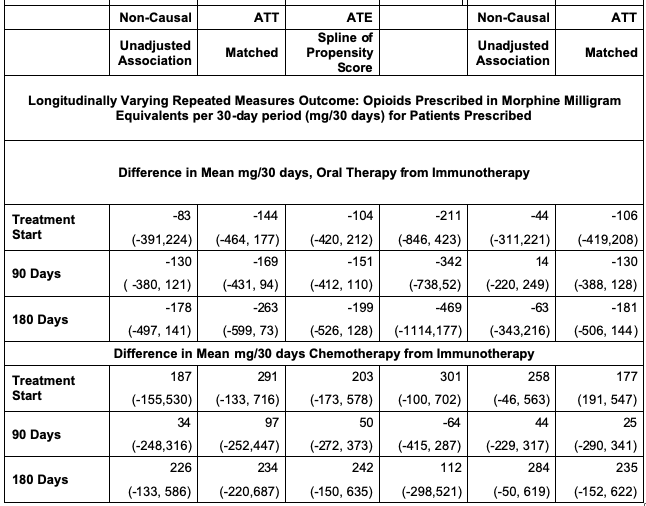 Non-Causal ATT ATE Non-Causal ATT
Unadjusted Association Matched Spline of Propensity Score Unadjusted Association Matched
Longitudinally Varying Repeated Measures Outcome: Opioids Prescribed in Morphine Milligram
Equivalents per 30-day period (mg/30 days) for Patients Prescribed
Difference in Mean mg/30 days, Oral Therapy from Immunotherapy
Treatment Start -83 -144 -104 -211 -44 -106
(-391,224) (-464, 177) (-420, 212) (-846, 423) (-311,221) (-419,208)
90 Days -130 -169 -151 -342 14 -130
( -380, 121) (-431, 94) (-412, 110) (-738,52) (-220, 249) (-388, 128)
180 Days -178 -263 -199 -469 -63 -181
(-497, 141) (-599, 73) (-526, 128) (-1114,177) (-343,216) (-506, 144)
Difference in Mean mg/30 days Chemotherapy from Immunotherapy
Treatment Start 187 291 203 301 258 177
(-155,530) (-133, 716) (-173, 578) (-100, 702) (-46, 563) (191, 547)
90 Days 34 97 50 -64 44 25
(-248,316) (-252,447) (-272, 373) (-415, 287) (-229, 317) (-290, 341)
180 Days 226 234 242 112 284 235
(-133, 586) (-220,687) (-150, 635) (-298,521) (-50, 619) (-152, 622)